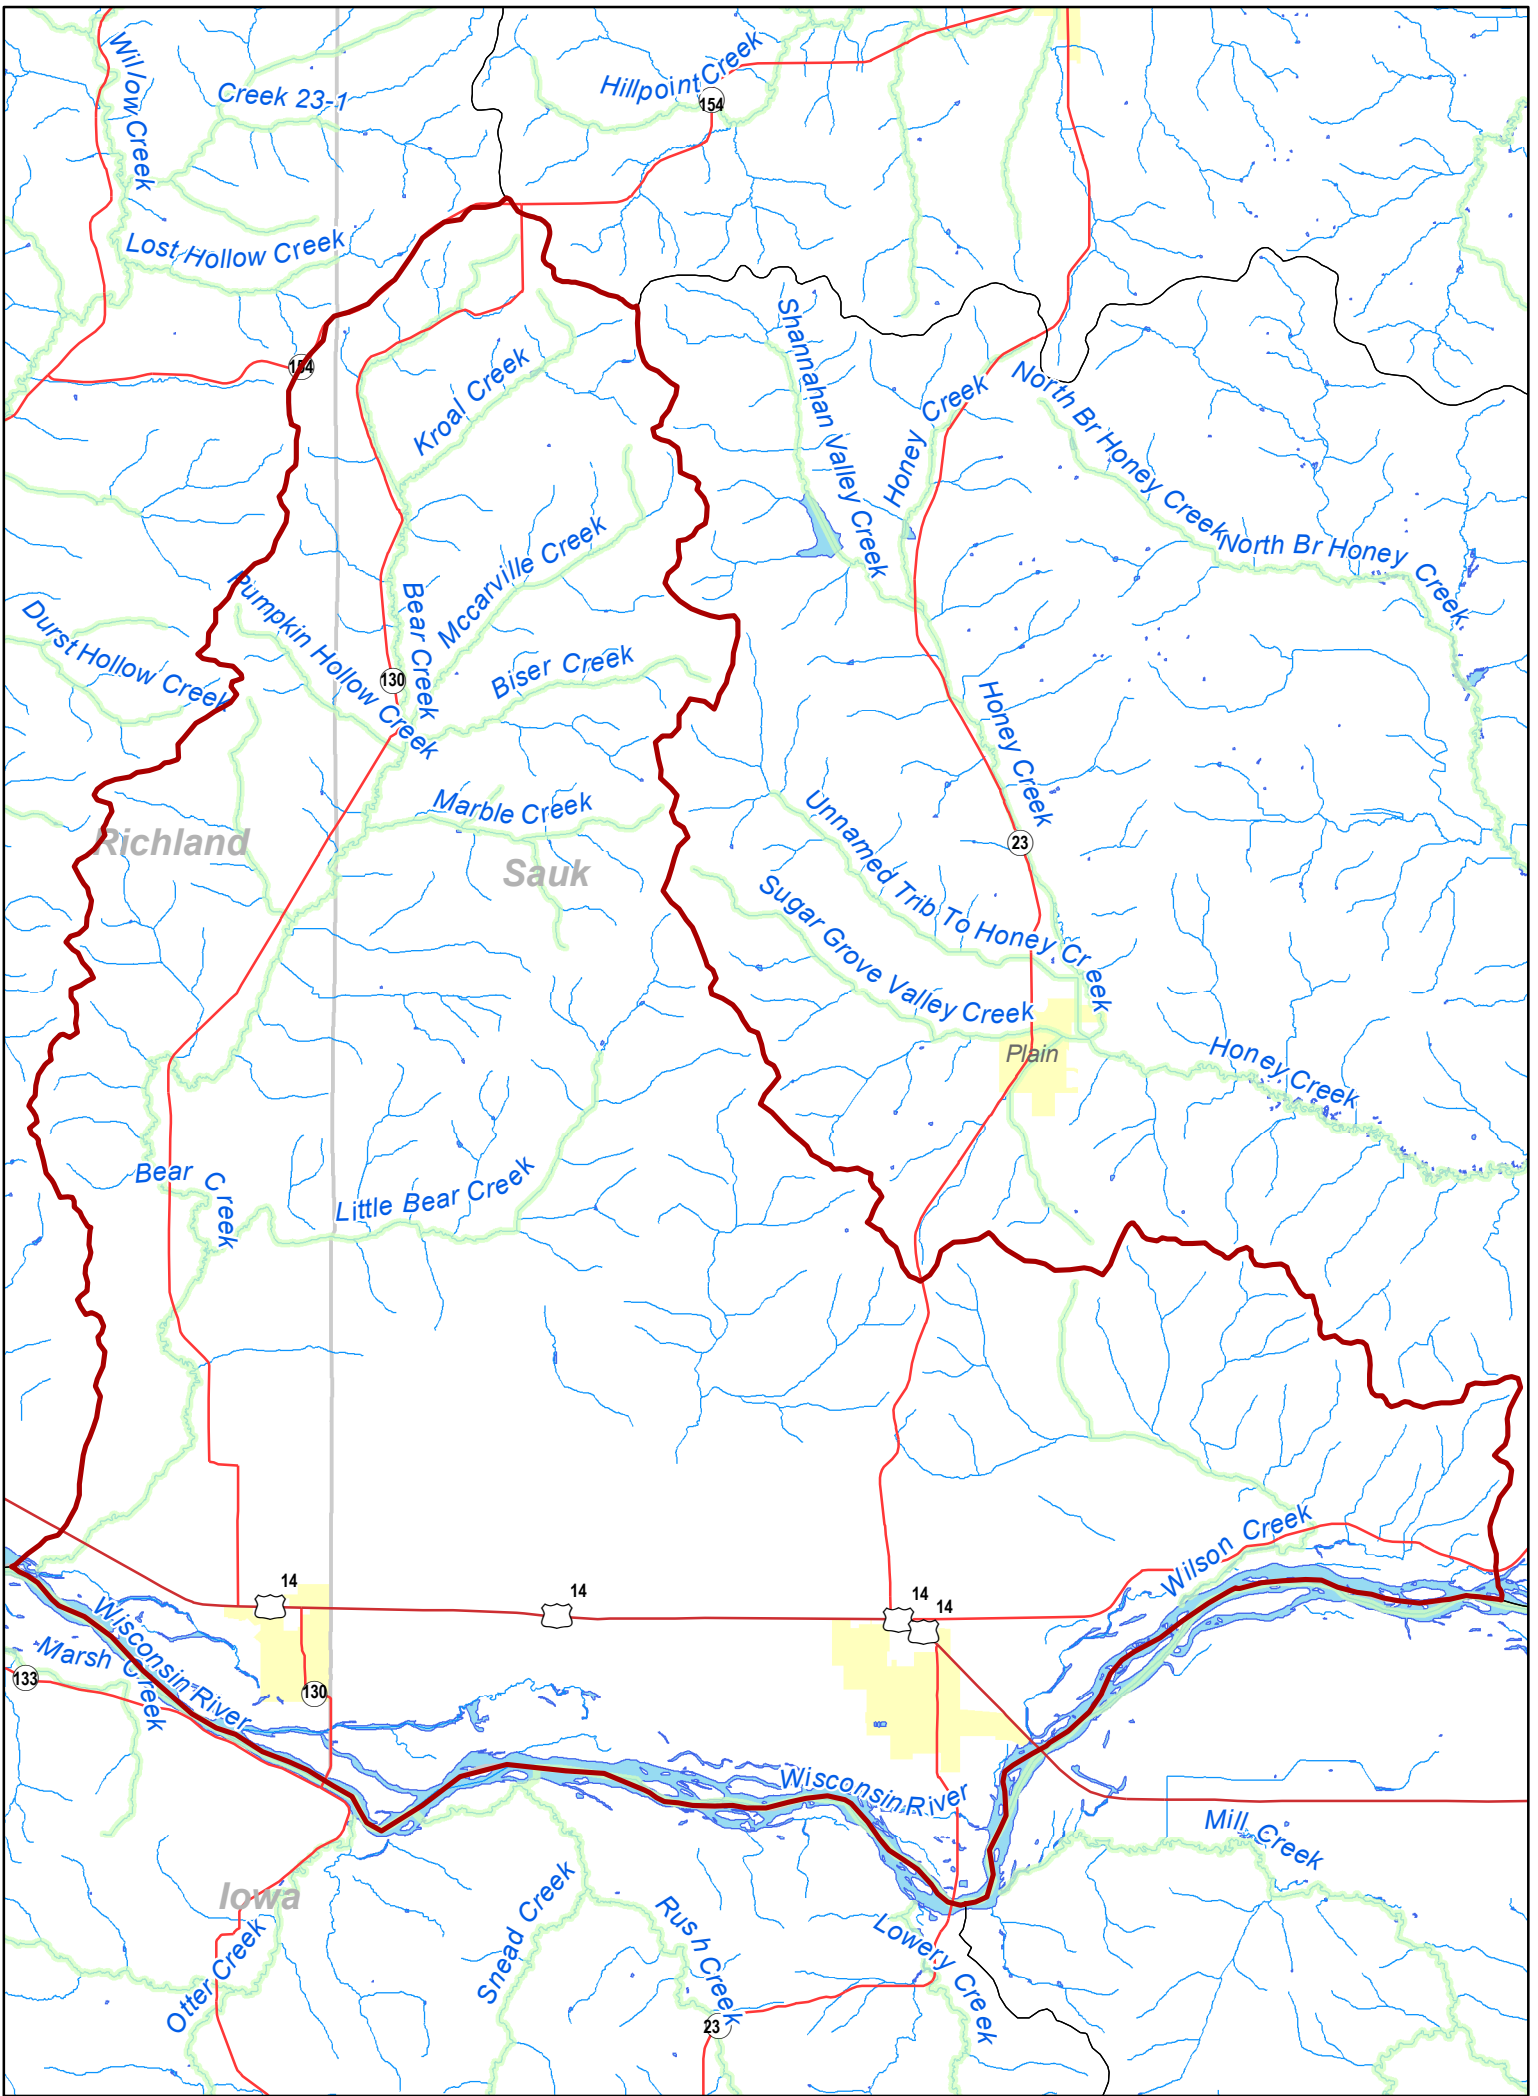 Willow Creek
Creek 23-1
Hillpoint Creek
154
Lost Hollow Creek
154
Kroal Creek
Shannahan Valley Creek
Honey Creek
North Br Honey Creek
North Br Honey Creek
Mccarville Creek
Bear Creek
Pumpkin Hollow Creek
Durst Hollow Creek
Biser Creek
130
Honey Creek
Marble Creek
Richland
Sauk
23
Unnamed Trib To Honey Creek
Sugar Grove Valley Creek
Plain
Honey Creek
Bear Creek
Little Bear Creek
Wilson Creek
14
14
14
14
Wisconsin River
Marsh Creek
133
130
Wisconsin River
Mill Creek
Iowa
Otter Creek
Snead Creek
Rush Creek
Lowery Creek
23